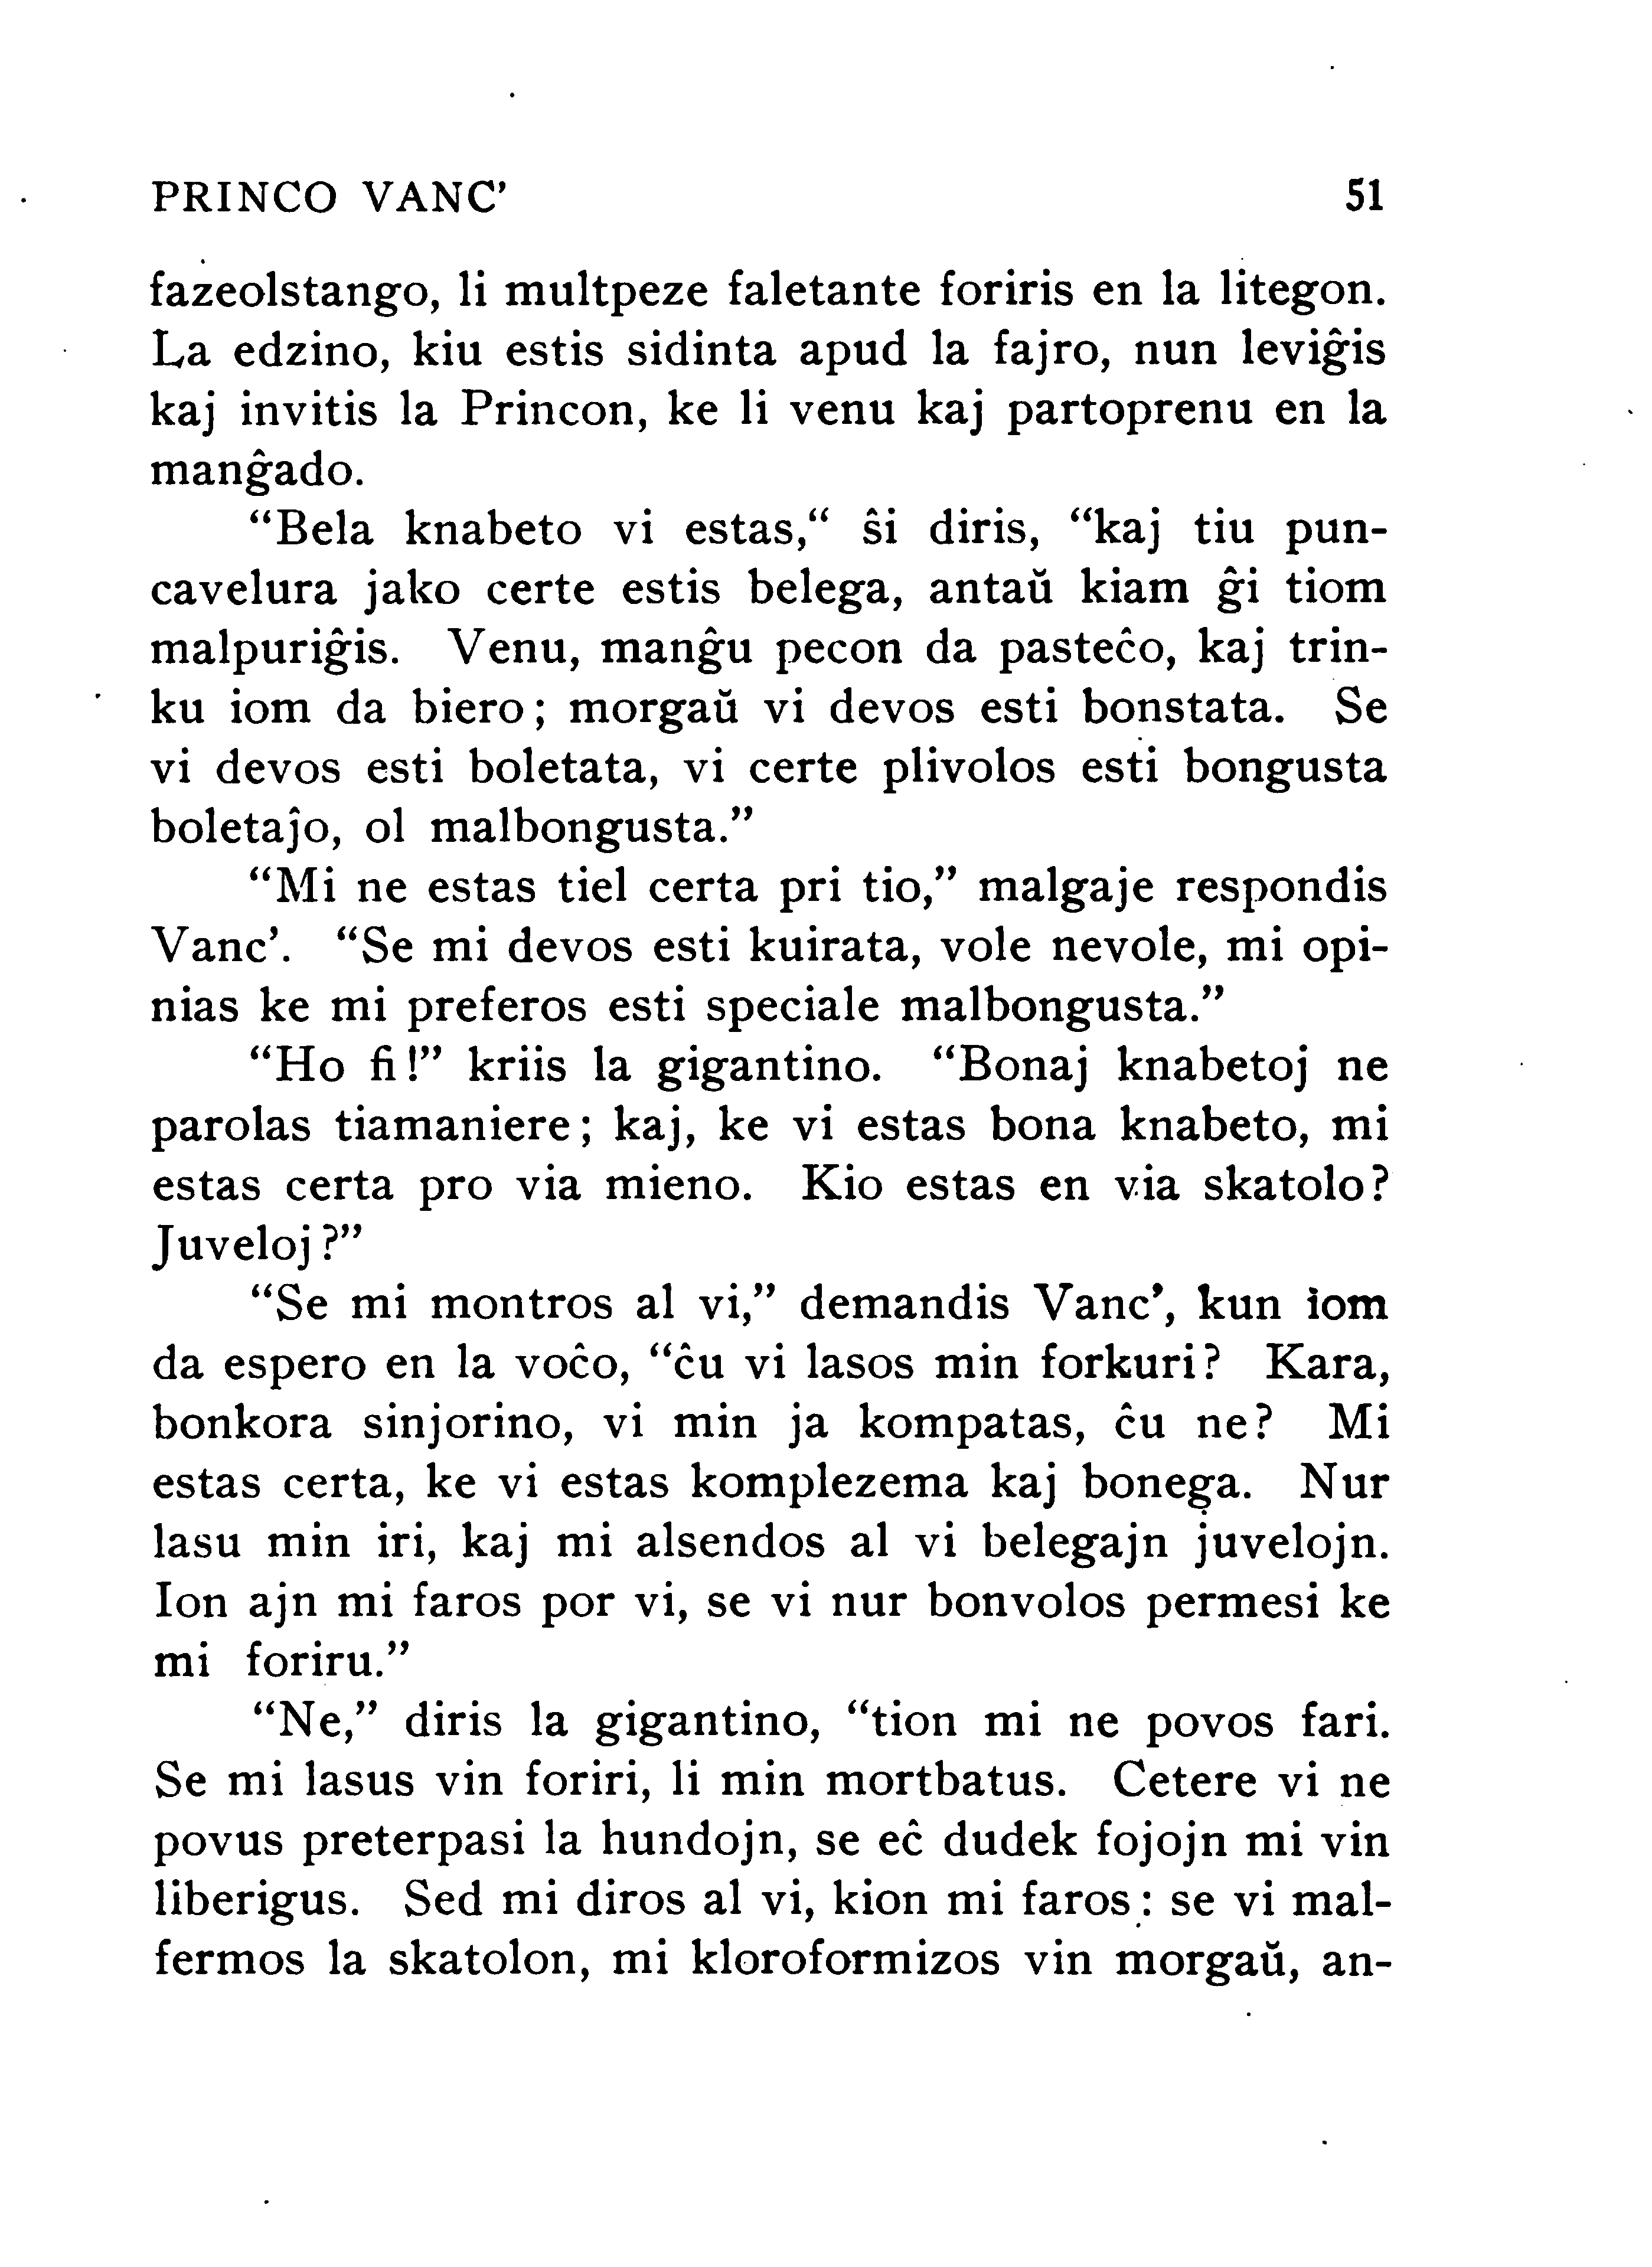 PRINCO VANC’ 51
fazeolstango, li multpeze faletante foriris en la litegon.
La edzino, kiu estis sidinta apud la fajro, nun leviĝis
kaj invitis la Princon, ke li venu kaj partoprenu en la
manĝado.
“Bela knabeto vi estas,“ ŝi diris, “kaj tiu pun-
cavelura jako certe estis belega, antaŭ kiam ĝi tiom
malpuriĝis. Venu, manĝu pecon da pasteĉo, kaj trin-
ku iom da biero; morgaŭ vi devos esti bonstata. Se
vi devos esti boletata, vi certe plivolos esti bongusta
boletaĵo, ol malbongusta.”
“Mi ne estas tiel certa pri tio,” malgaje respondis
Vanc’. “Se mi devos esti kuirata, vole nevole, mi opi-
nias ke mi preferos esti speciale malbongusta.”
“Ho fi!” kriis la gigantino. “Bonaj knabetoj ne
parolas tiamaniere; kaj, ke vi estas bona knabeto, mi
estas certa pro via mieno. Kio estas en via skatolo?
Juveloj?”
“Se mi montros al vi,” demandis Vanc’, kun iom
da espero en la voĉo, “ĉu vi lasos min forkuri? Kara,
bonkora sinjorino, vi min ja kompatas, ĉu ne? Mi
estas certa, ke vi estas komplezema kaj bonega. Nur
lasu min iri, kaj mi alsendos al vi belegajn juvelojn.
Ion ajn mi faros por vi, se vi nur bonvolos permesi ke
mi foriru.”
“Ne,” diris la gigantino, “tion mi ne povos fari.
Se mi lasus vin foriri, li min mortbatus. Cetere vi ne
povus preterpasi la hundojn, se eĉ dudek fojojn mi vin
liberigus. Sed mi diros al vi, kion mi faros: se vi mal-
fermos la skatolon, mi kloroformizos vin morgaŭ, an-